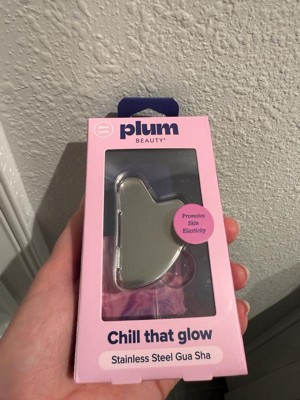 plum
BEAUTY®
Promotes
Skin
Elasticity
Chill that glow
Stainless Steel Gua Sha